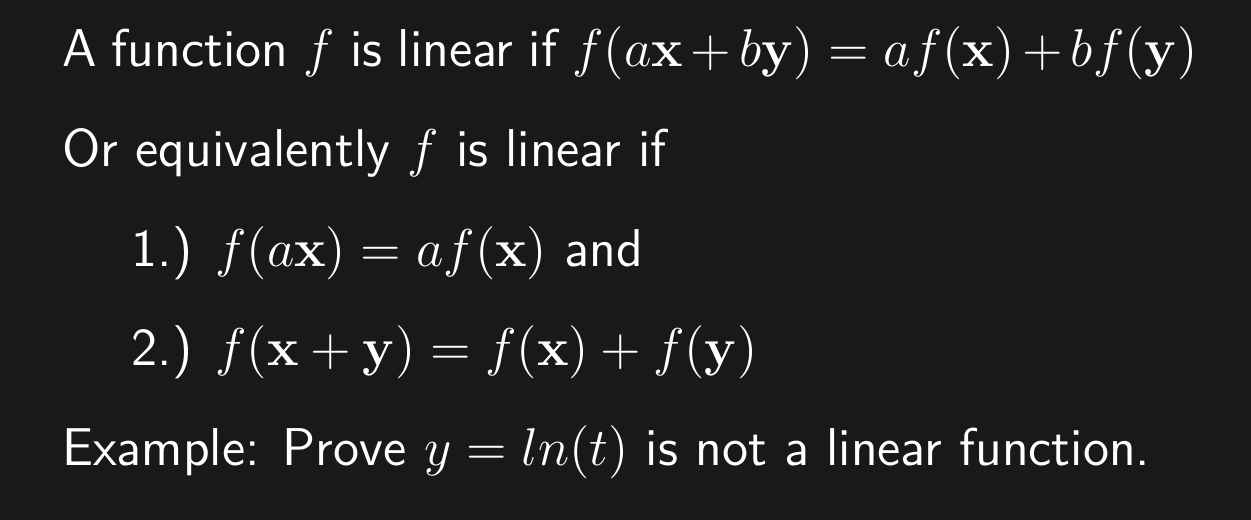 A function f is linear if f(ax + by) = af(x) + bf(y)
Or equivalently f is linear if
1.) f(ax) = af(x) and
2.) f(x + y) = f(x) + f(y)
Example: Prove y = ln(t) is not a linear function.